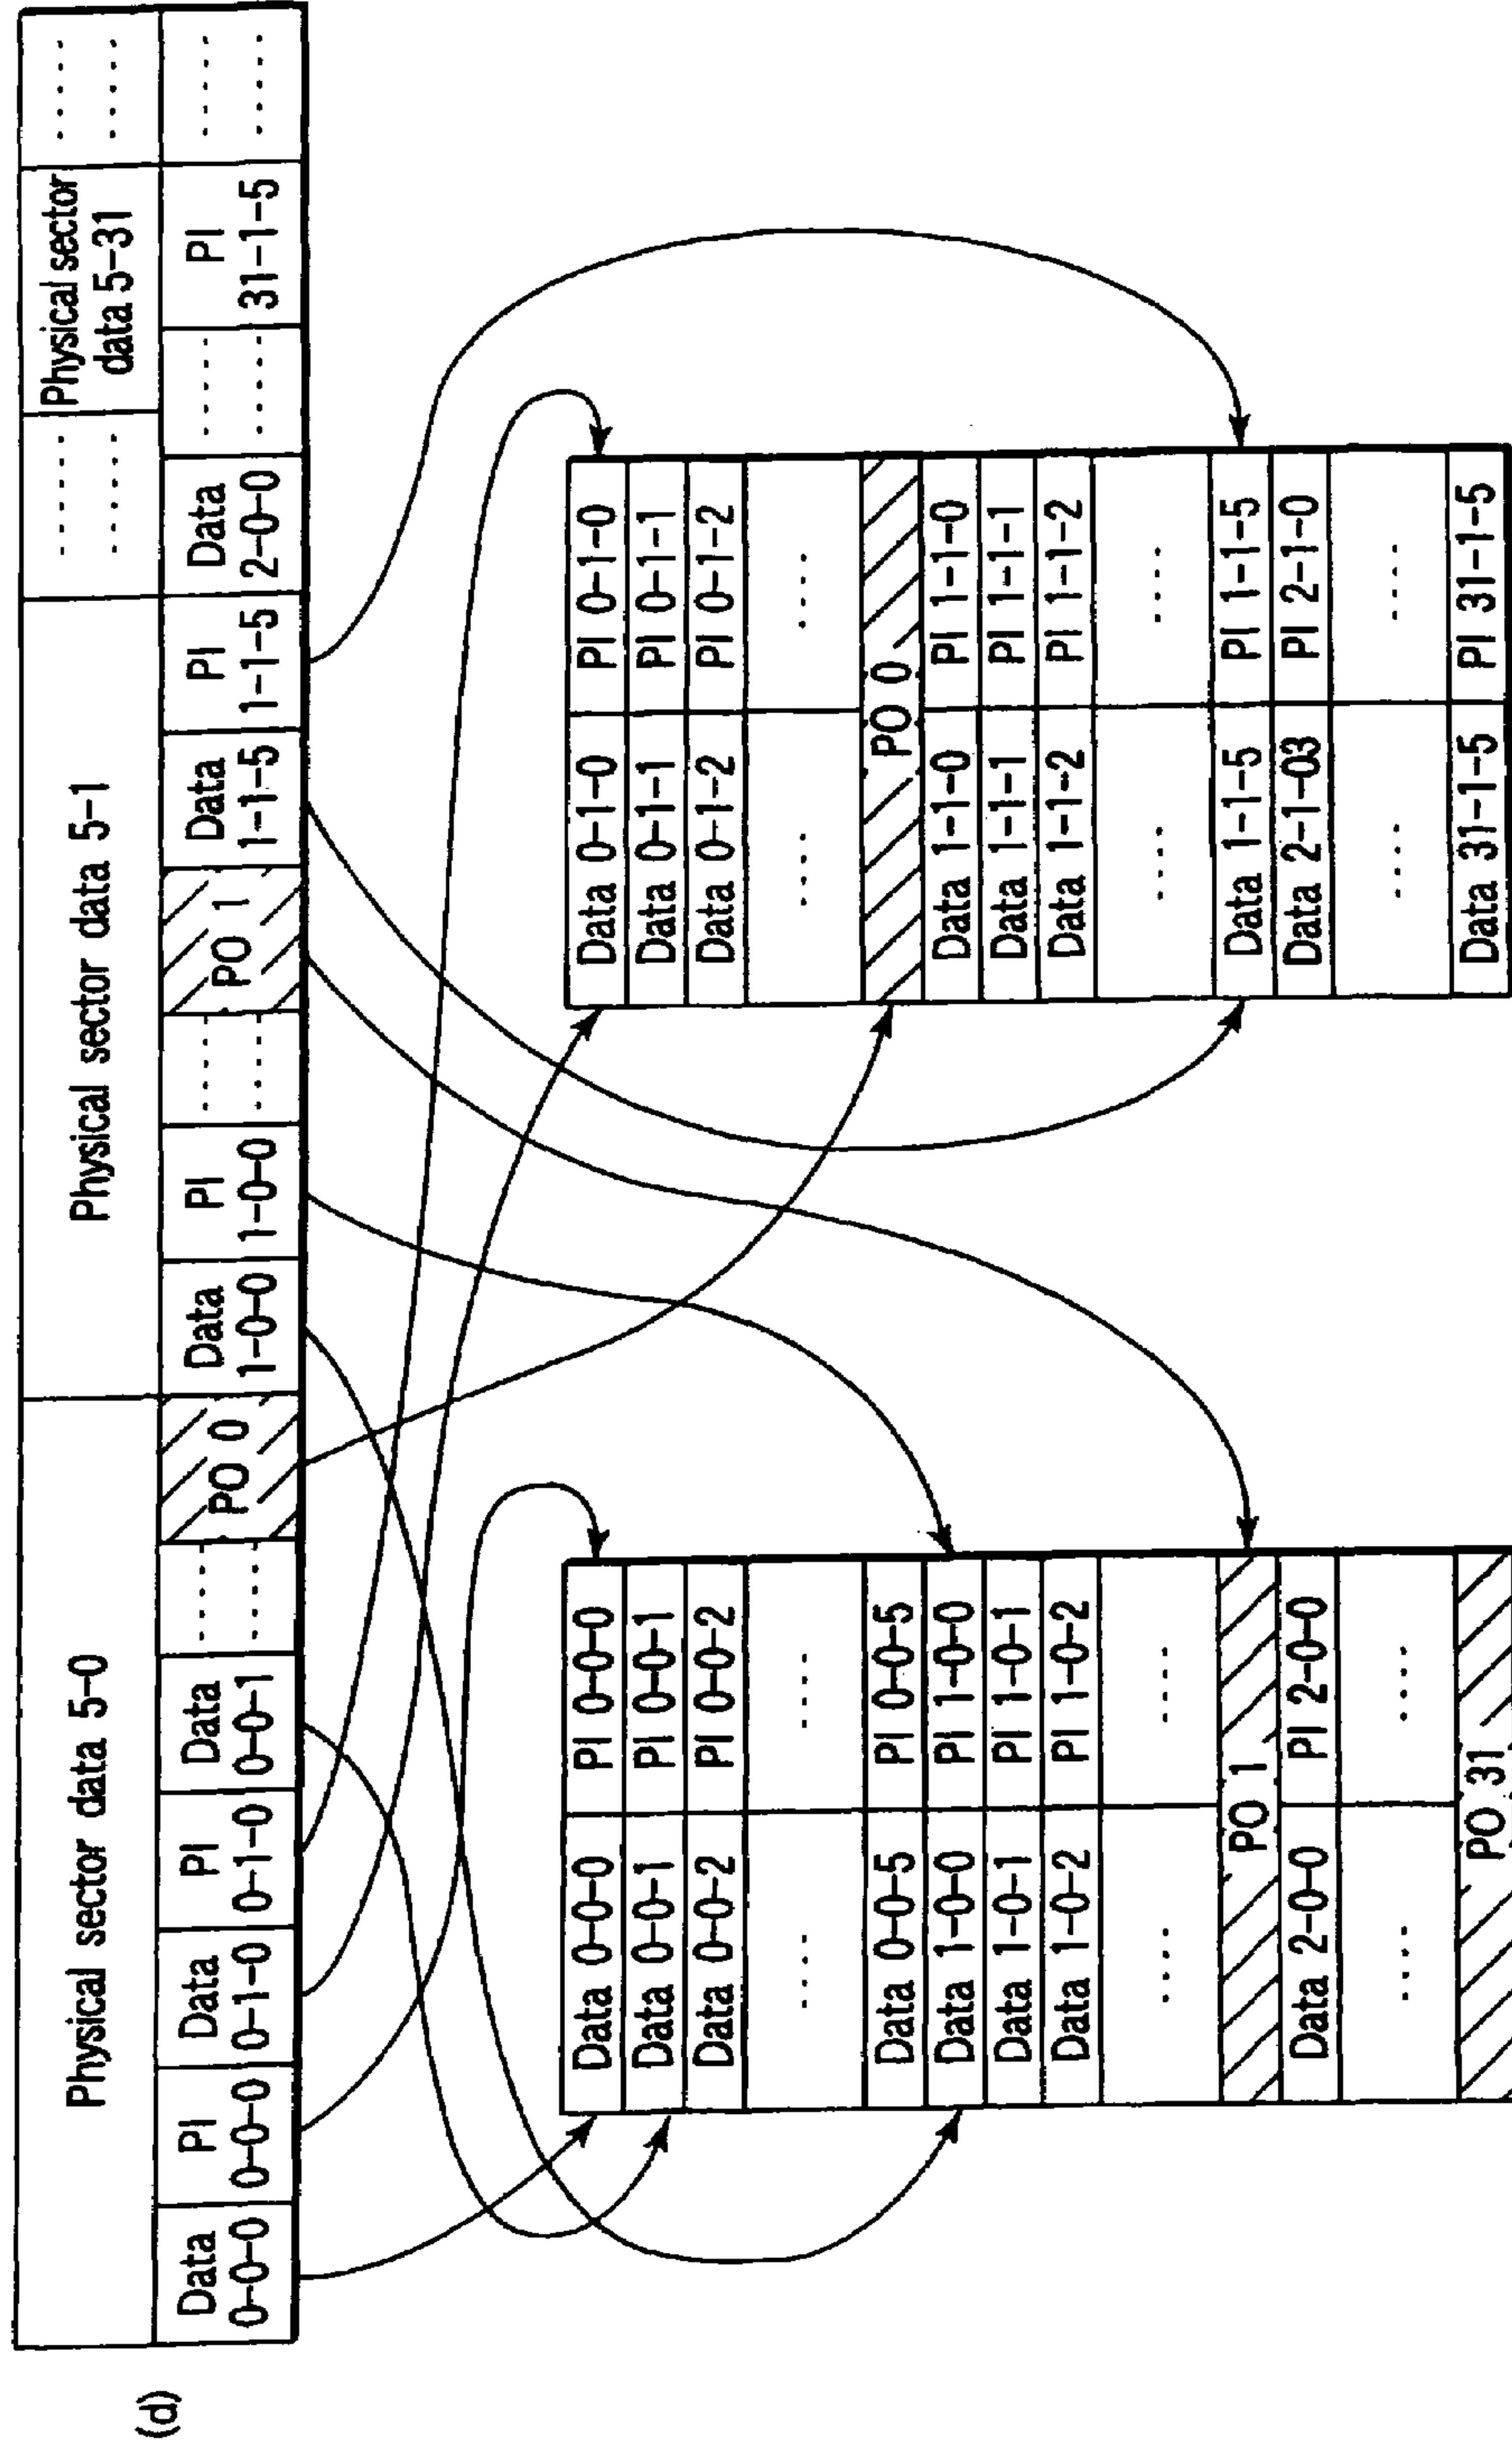 (d)
Physical sector data 5-0
Physical sector data 5-1
......
......
Physical sector
data 5-31
.....
.....
Data
0-0-0
PI
0-0-0
Data
0-1-0
PI
0-1-0
Data
0-0-1
.....
.....
PO 0
Data
1-0-0
PI
1-0-0
.....
.....
PO 1
Data
1-1-5
PI
1-1-5
Data
2-0-0
.....
.....
PI
31-1-5
.....
.....
Data 0-0-0 PI 0-0-0
Data 0-0-1 PI 0-0-1
Data 0-0-2 PI 0-0-2
.... ....
Data 0-0-5 PI 0-0-5
Data 1-0-0 PI 1-0-0
Data 1-0-1 PI 1-0-1
Data 1-0-2 PI 1-0-2
.... ....
PO 1
Data 2-0-0 PI 2-0-0
.... ....
PO 31
Data 0-1-0 PI 0-1-0
Data 0-1-1 PI 0-1-1
Data 0-1-2 PI 0-1-2
.... ....
PO 0
Data 1-1-0 PI 1-1-0
Data 1-1-1 PI 1-1-1
Data 1-1-2 PI 1-1-2
.... ....
Data 1-1-5 PI 1-1-5
Data 2-1-03 PI 2-1-0
.... ....
Data 31-1-5 PI 31-1-5